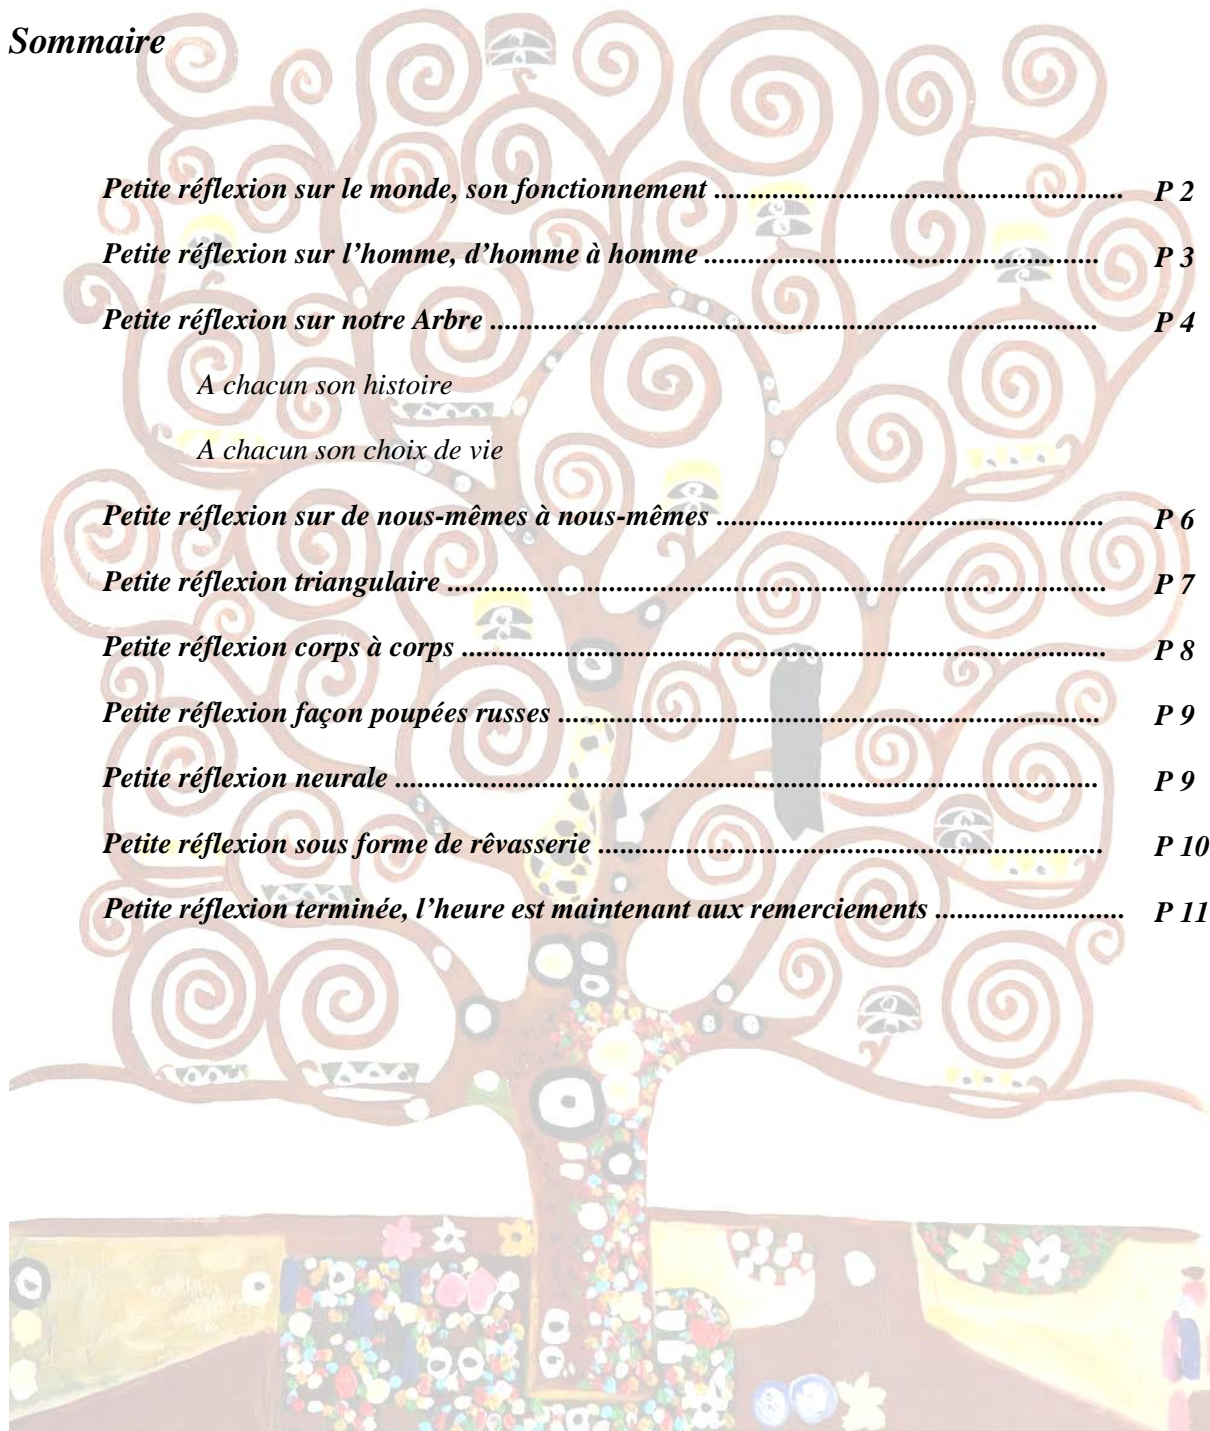 Sommaire
Petite réflexion sur le monde, son fonctionnement ........................................................ P 2
Petite réflexion sur l’homme, d’homme à homme ...................................................... P 3
Petite réflexion sur notre Arbre ................................................................................... P 4
A chacun son histoire
A chacun son choix de vie
Petite réflexion sur de nous-mêmes à nous-mêmes ..................................................... P 6
Petite réflexion triangulaire .......................................................................................... P 7
Petite réflexion corps à corps ........................................................................................ P 8
Petite réflexion façon poupées russes .......................................................................... P 9
Petite réflexion neurale ................................................................................................ P 9
Petite réflexion sous forme de rêvasserie ..................................................................... P 10
Petite réflexion terminée, l’heure est maintenant aux remerciements .......................... P 11